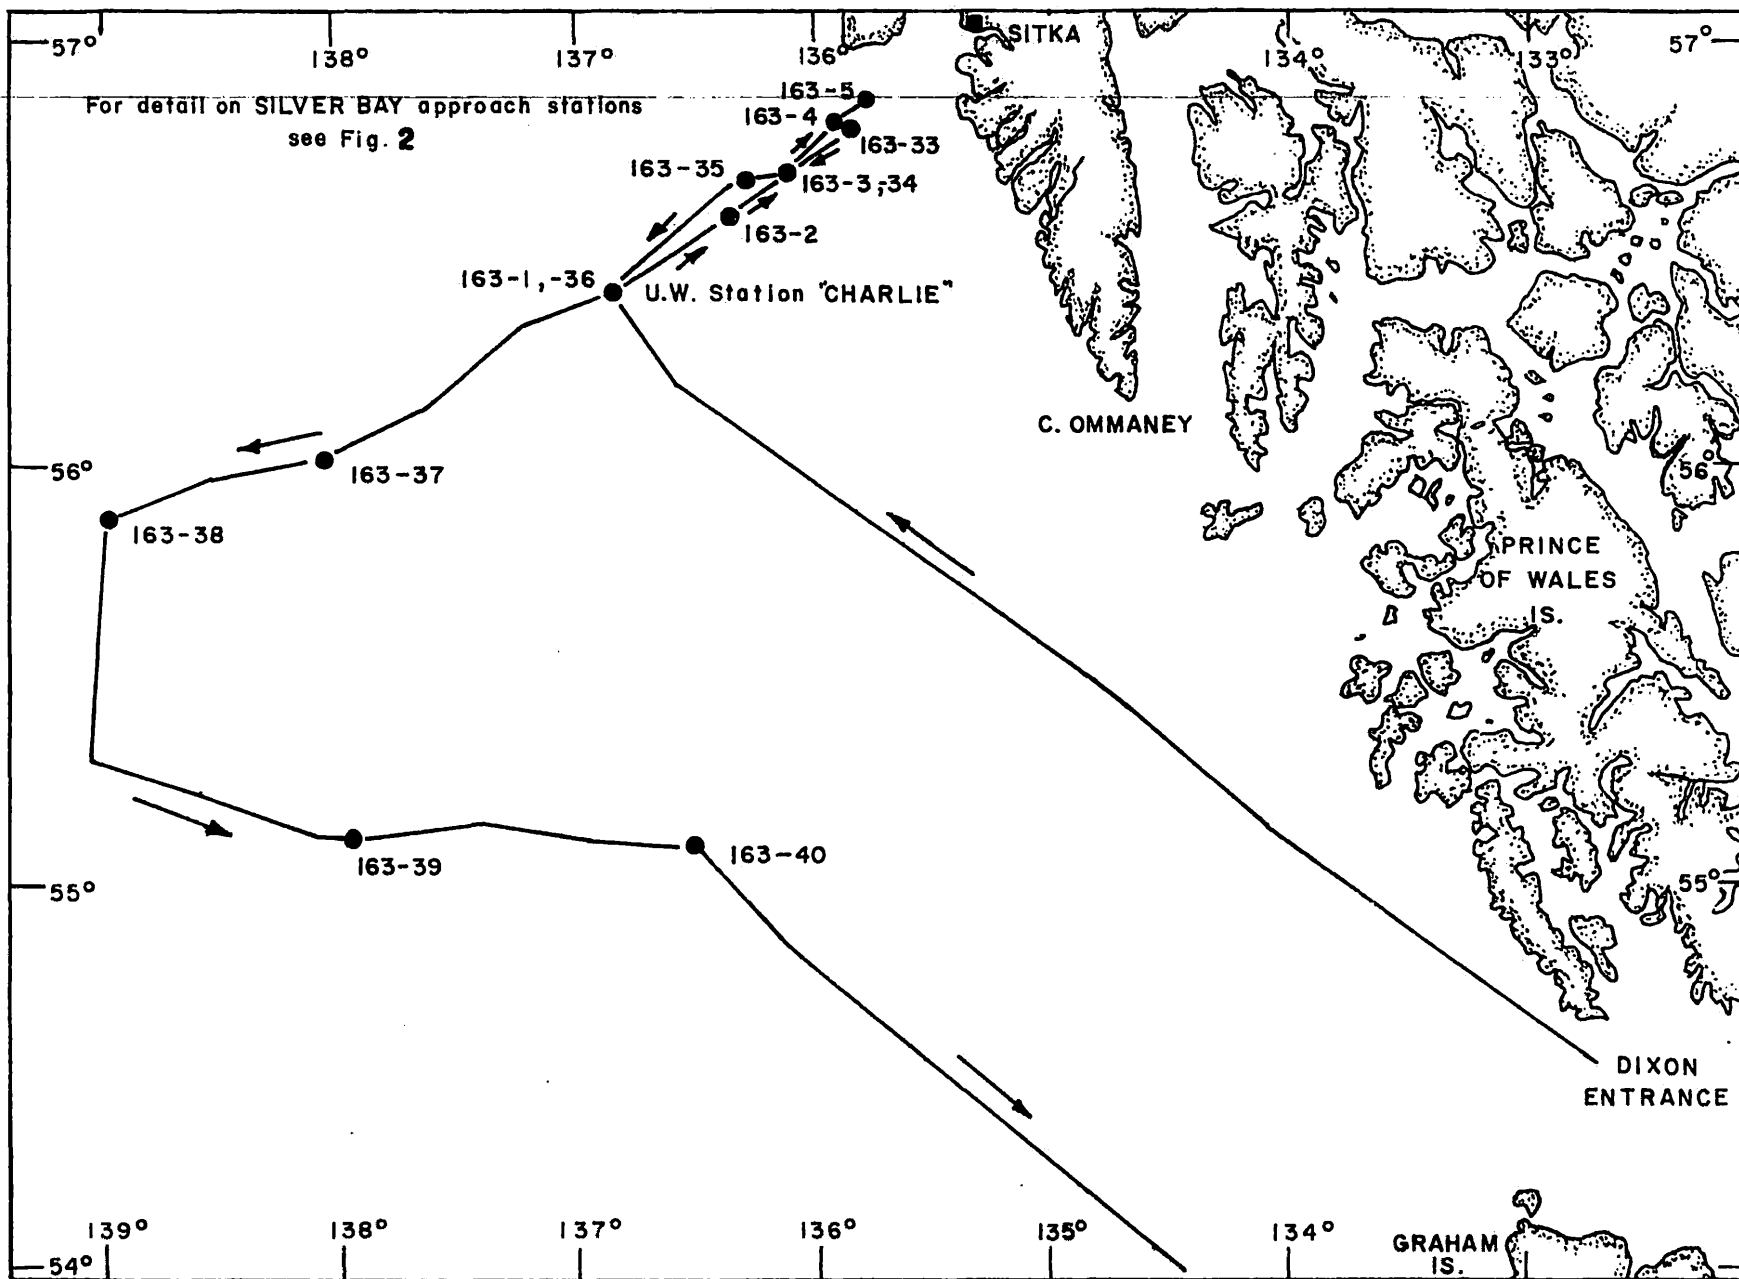 SITKA
57°
138°
137°
136°
134°
133°
57°
For detail on SILVER BAY approach stations
see Fig. 2
163-5
163-4
163-33
163-35
163-3,-34
163-2
163-1,-36
U.W. Station "CHARLIE"
C. OMMANEY
56°
163-37
56°
163-38
PRINCE
OF WALES
IS.
163-39
163-40
55°
55°
DIXON
ENTRANCE
139°
138°
137°
136°
135°
134°
GRAHAM
IS.
54°